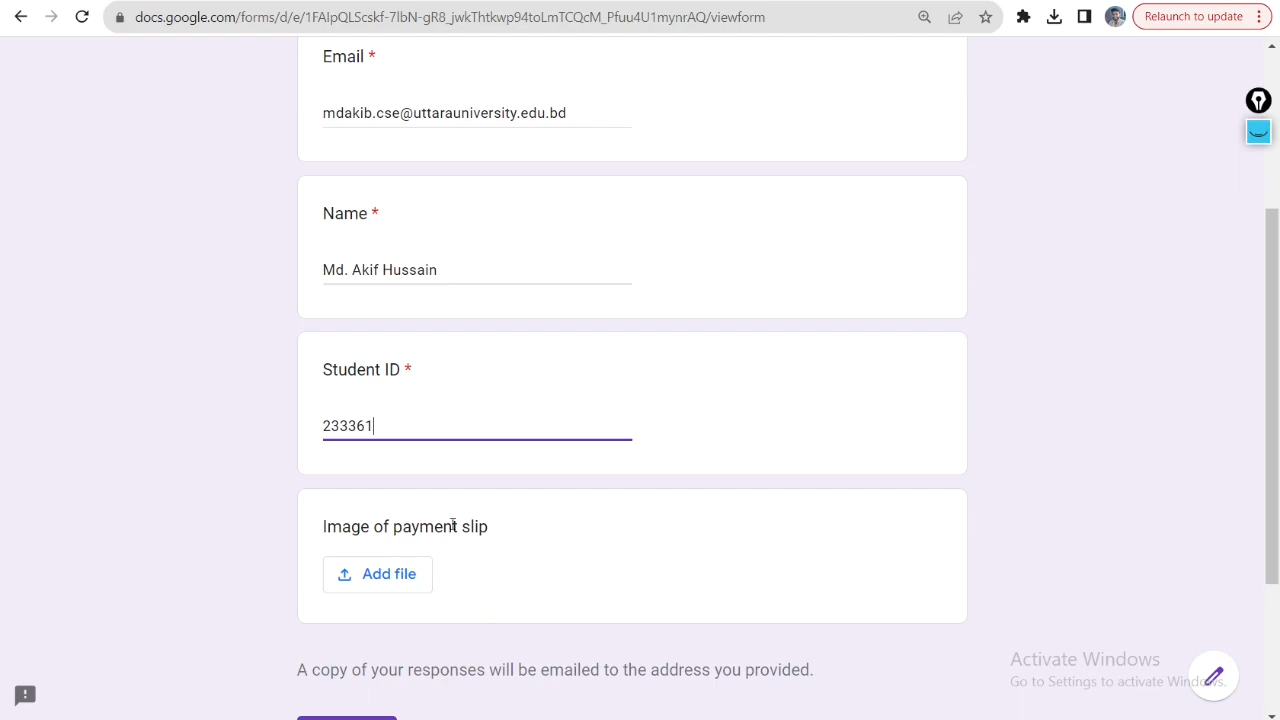 docs.google.com/forms/d/e/1FAIpQLScskf-7lbN-gR8_jwkThtkwp94toLmTCQcM_Pfuu4U1mynrAQ/viewform
Relaunch to update
Email *
mdakib.cse@uttarauniversity.edu.bd
Name *
Md. Akif Hussain
Student ID *
233361
Image of payment slip
Add file
A copy of your responses will be emailed to the address you provided.
Activate Windows
Go to Settings to activate Windows.